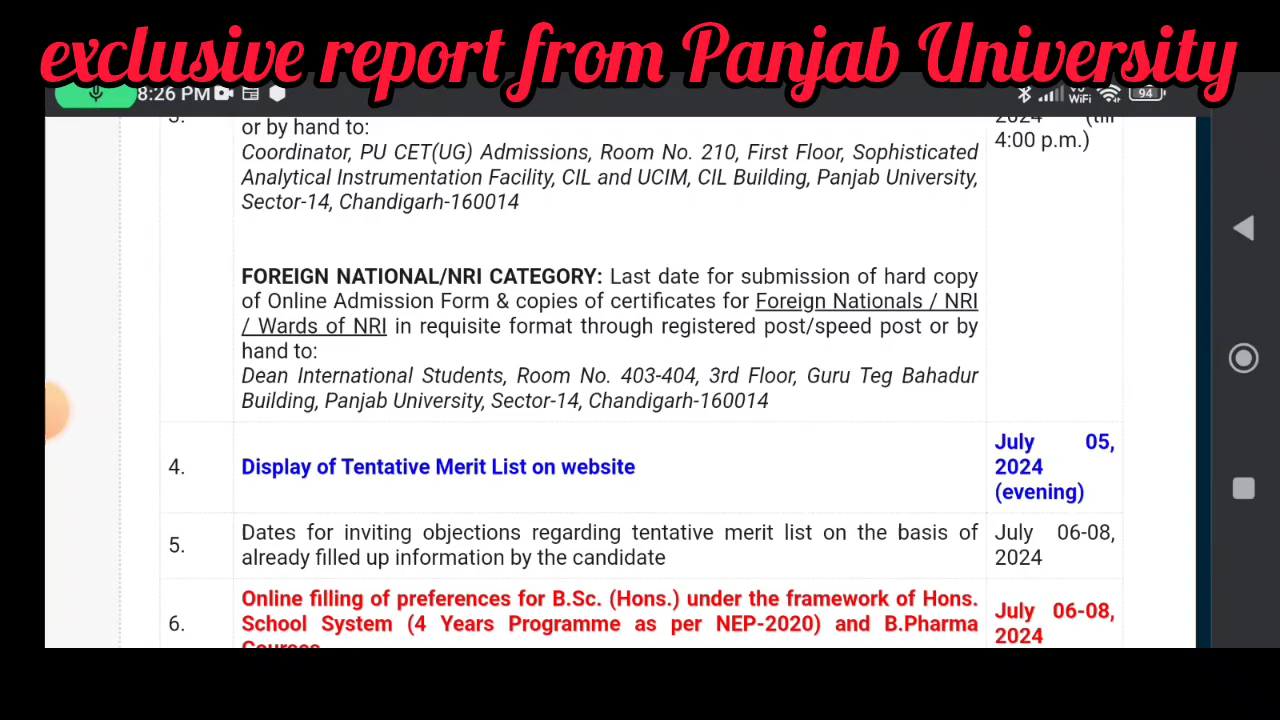 exclusive report from Panjab University
8:26 PM
WiFi 94
3.
or by hand to:
2024 (till
4:00 p.m.)
Coordinator, PU CET(UG) Admissions, Room No. 210, First Floor, Sophisticated
Analytical Instrumentation Facility, CIL and UCIM, CIL Building, Panjab University,
Sector-14, Chandigarh-160014
FOREIGN NATIONAL/NRI CATEGORY: Last date for submission of hard copy
of Online Admission Form & copies of certificates for Foreign Nationals / NRI
/ Wards of NRI in requisite format through registered post/speed post or by
hand to:
Dean International Students, Room No. 403-404, 3rd Floor, Guru Teg Bahadur
Building, Panjab University, Sector-14, Chandigarh-160014
4.
Display of Tentative Merit List on website
July 05,
2024
(evening)
5.
Dates for inviting objections regarding tentative merit list on the basis of
already filled up information by the candidate
July 06-08,
2024
6.
Online filling of preferences for B.Sc. (Hons.) under the framework of Hons.
School System (4 Years Programme as per NEP-2020) and B.Pharma
Courses
July 06-08,
2024